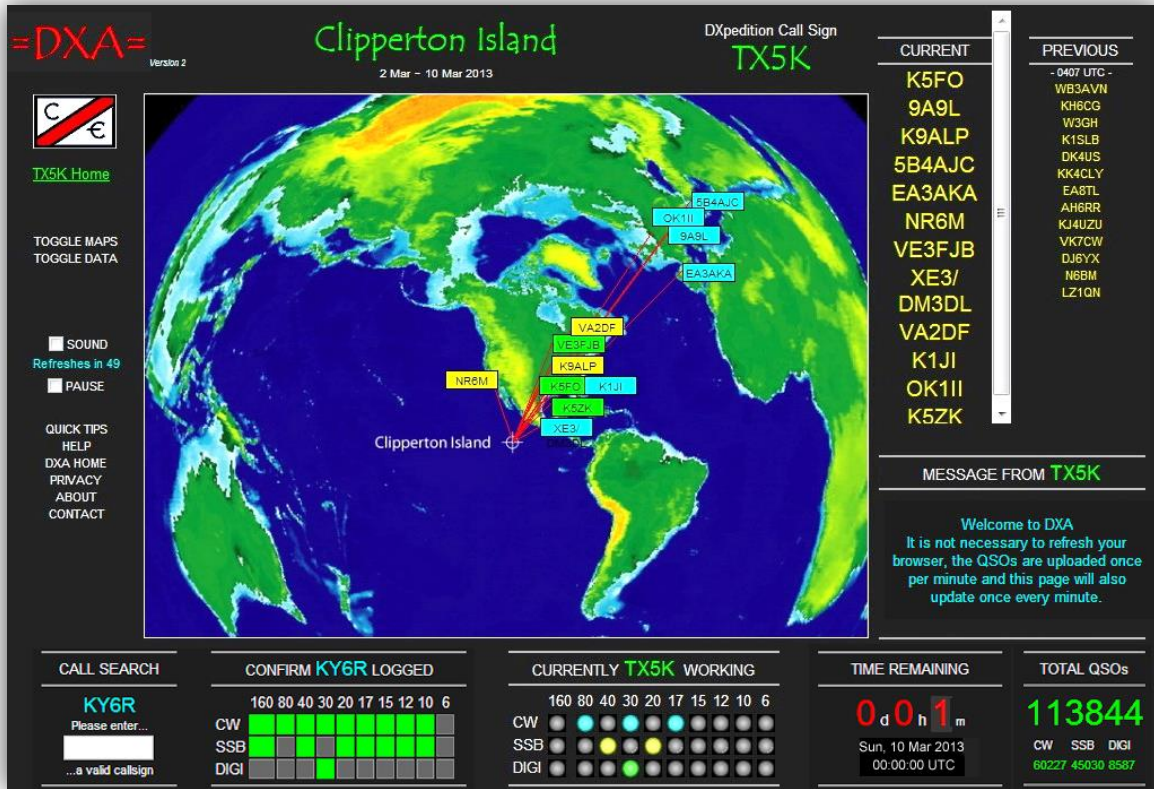 =DXA=
Version 2
Clipperton Island
2 Mar - 10 Mar 2013
DXpedition Call Sign
TX5K
C
€
TX5K Home
TOGGLE MAPS
TOGGLE DATA
SOUND
Refreshes in 49
PAUSE
QUICK TIPS
HELP
DXA HOME
PRIVACY
ABOUT
CONTACT
5B4AJC
OK1II
9A9L
EA3AKA
VA2DF
VE3FJB
K9ALP
NR6M
K5FO K1JI
K5ZK
XE3/
Clipperton Island
CURRENT
K5FO
9A9L
K9ALP
5B4AJC
EA3AKA
NR6M
VE3FJB
XE3/
DM3DL
VA2DF
K1JI
OK1II
K5ZK
PREVIOUS
- 0407 UTC -
WB3AVN
KH6CG
W3GH
K1SLB
DK4US
KK4CLY
EA8TL
AH6RR
KJ4UZU
VK7CW
DJ6YX
N6BM
LZ1QN
MESSAGE FROM TX5K
Welcome to DXA
It is not necessary to refresh your
browser, the QSOs are uploaded once
per minute and this page will also
update once every minute.
CALL SEARCH
KY6R
Please enter...
...a valid callsign
CONFIRM KY6R LOGGED
160 80 40 30 20 17 15 12 10 6
CW
SSB
DIGI
CURRENTLY TX5K WORKING
160 80 40 30 20 17 15 12 10 6
CW
SSB
DIGI
TIME REMAINING
0 d 0 h 1 m
Sun, 10 Mar 2013
00:00:00 UTC
TOTAL QSOs
113844
CW SSB DIGI
60227 45030 8587